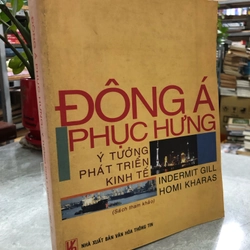 ĐÔNG Á
PHỤC HƯNG
Ý TƯỞNG
PHÁT TRIỂN
KINH TẾ
INDERMIT GILL
HOMI KHARAS
(Sách tham khảo)
NHÀ XUẤT BẢN VĂN HÓA THÔNG TIN